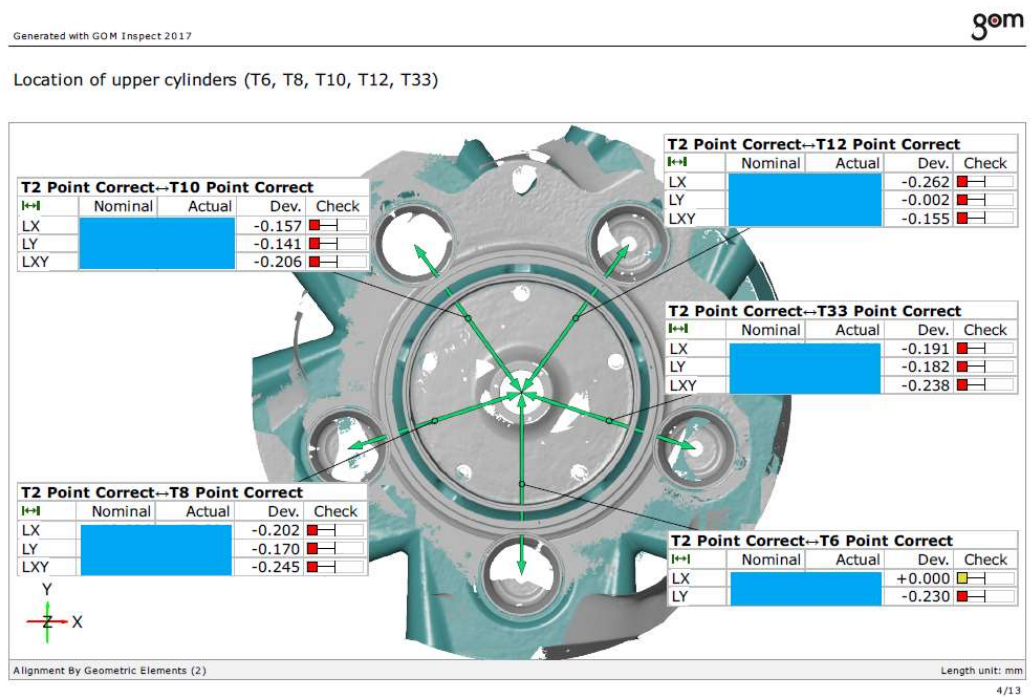 gom
Generated with GOM Inspect 2017
Location of upper cylinders (T6, T8, T10, T12, T33)
T2 Point Correct↔T12 Point Correct
Nominal Actual Dev. Check
LX -0.262
LY -0.002
LXY -0.155
T2 Point Correct↔T10 Point Correct
Nominal Actual Dev. Check
LX -0.157
LY -0.141
LXY -0.206
T2 Point Correct↔T33 Point Correct
Nominal Actual Dev. Check
LX -0.191
LY -0.182
LXY -0.238
T2 Point Correct↔T8 Point Correct
Nominal Actual Dev. Check
LX -0.202
LY -0.170
LXY -0.245
T2 Point Correct↔T6 Point Correct
Nominal Actual Dev. Check
LX +0.000
LY -0.230
Y
Z X
Alignment By Geometric Elements (2) Length unit: mm
4/13